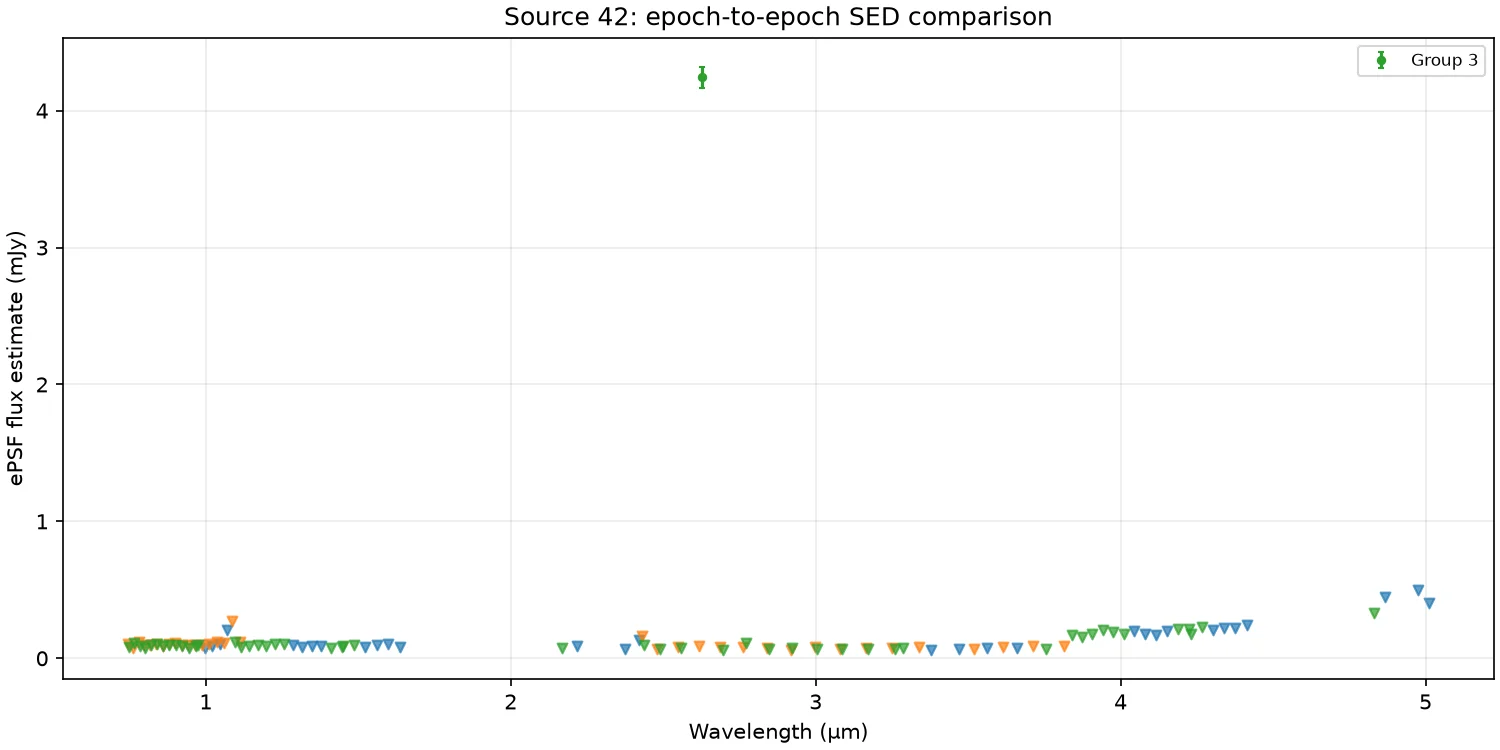 Source 42: epoch-to-epoch SED comparison
Group 3
ePSF flux estimate (mJy)
4
3
2
1
0
1 2 3 4 5
Wavelength (µm)